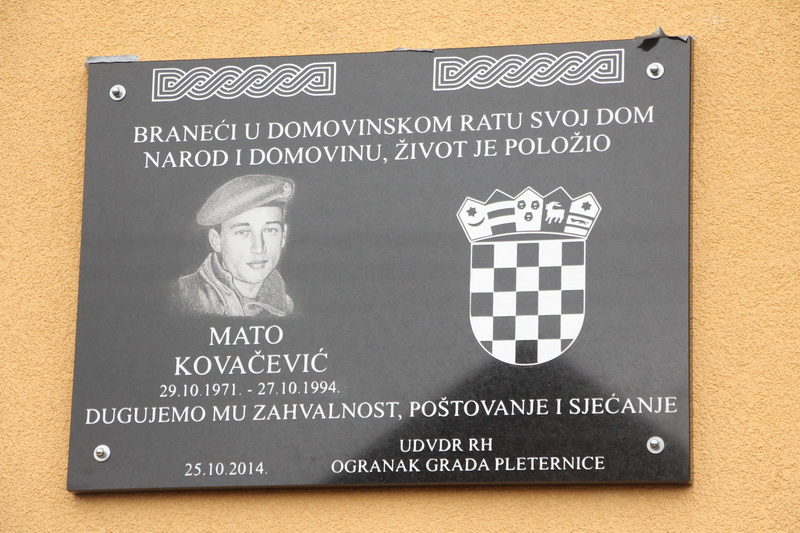 BRANEĆI U DOMOVINSKOM RATU SVOJ DOM
NAROD I DOMOVINU, ŽIVOT JE POLOŽIO
MATO
KOVAČEVIĆ
29.10.1971. - 27.10.1994.
DUGUJEMO MU ZAHVALNOST, POŠTOVANJE I SJEĆANJE
UDVDR RH
25.10.2014. OGRANAK GRADA PLETERNICE